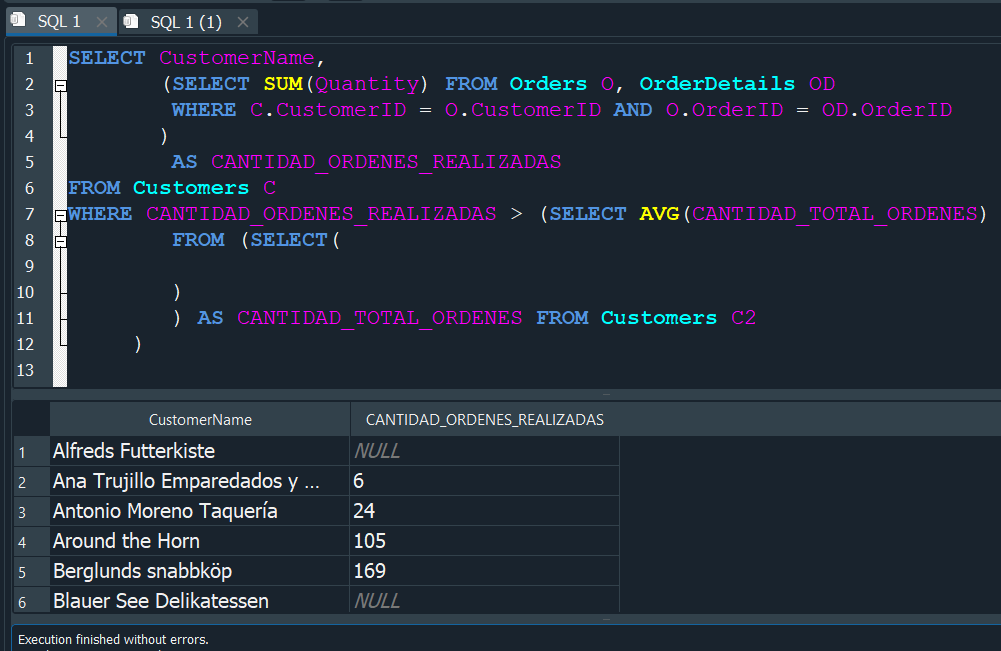 SQL 1
SQL 1 (1)
1 SELECT CustomerName,
2 (SELECT SUM(Quantity) FROM Orders O, OrderDetails OD
3 WHERE C.CustomerID = O.CustomerID AND O.OrderID = OD.OrderID
4 )
5 AS CANTIDAD_ORDENES_REALIZADAS
6 FROM Customers C
7 WHERE CANTIDAD_ORDENES_REALIZADAS > (SELECT AVG(CANTIDAD_TOTAL_ORDENES)
8 FROM (SELECT(
9
10 )
11 ) AS CANTIDAD_TOTAL_ORDENES FROM Customers C2
12 )
13
CustomerName CANTIDAD_ORDENES_REALIZADAS
1 Alfreds Futterkiste NULL
2 Ana Trujillo Emparedados y ... 6
3 Antonio Moreno Taquería 24
4 Around the Horn 105
5 Berglunds snabbköp 169
6 Blauer See Delikatessen NULL
Execution finished without errors.